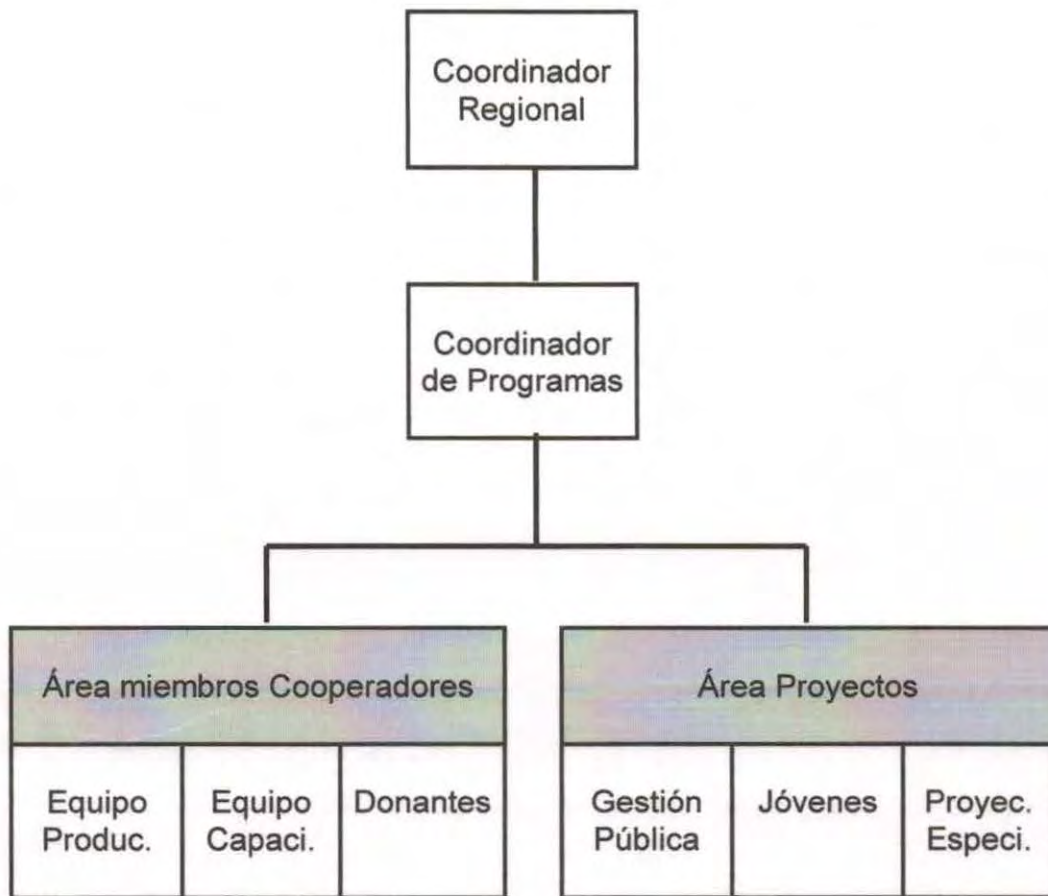 Coordinador
Regional
Coordinador
de Programas
Área miembros Cooperadores
Área Proyectos
Equipo
Produc.
Equipo
Capaci.
Donantes
Gestión
Pública
Jóvenes
Proyec.
Especi.